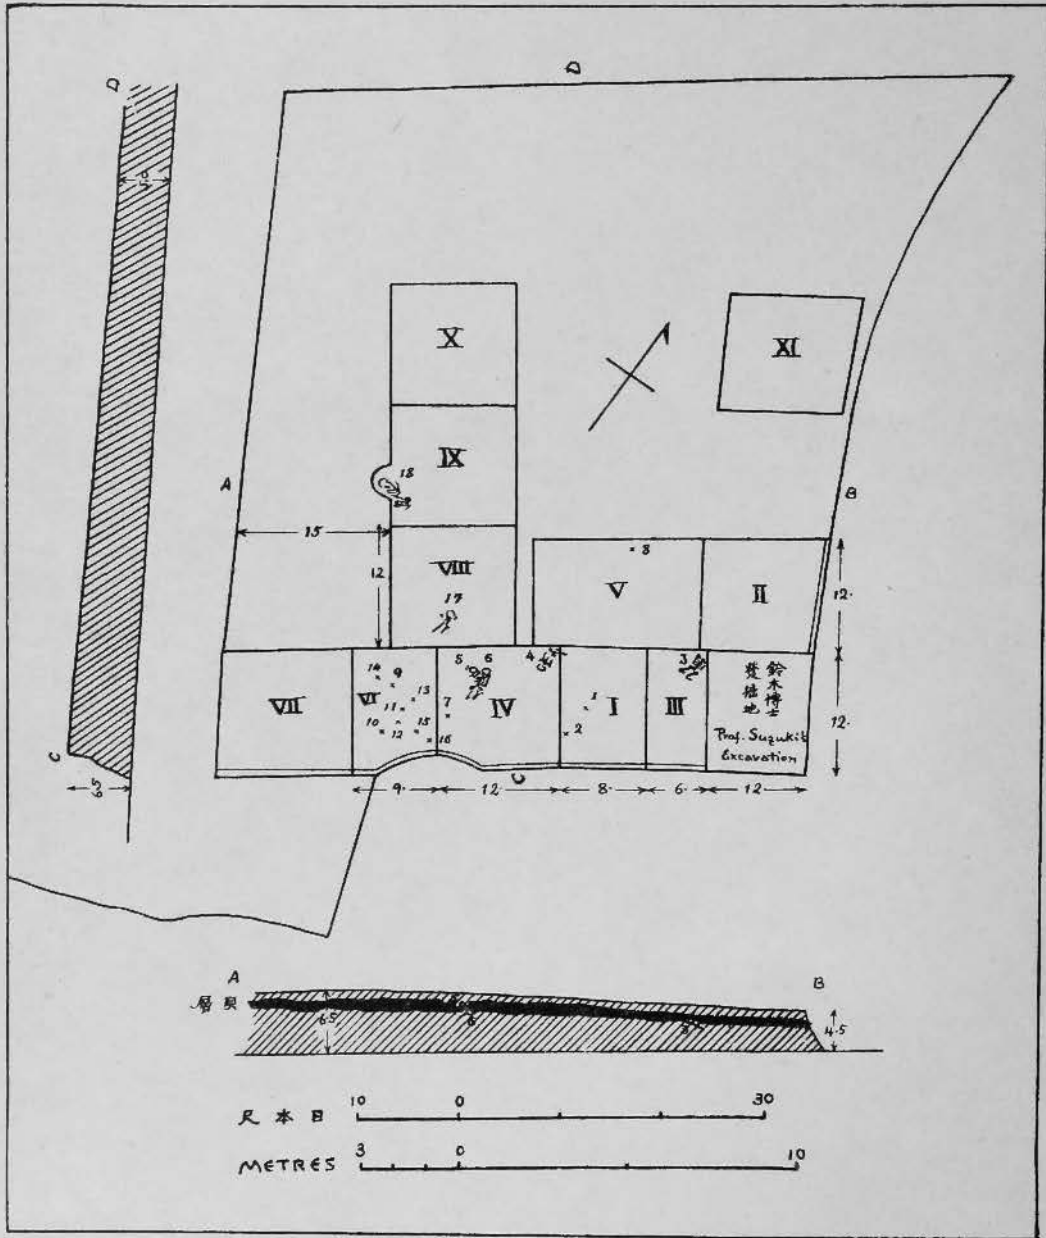 D
D
5.0
X
XI
IX
18
A
B
15
12
VIII
V
8
II
12.
17
14
9
5
6
4
3
鈴木博士
發掘地
Prof. Suzuki's
Excavation
VII
VI
13
11
7
IV
1
I
III
12.
10
12
15
16
2
C
C
6.5
9.
12.
8.
6.
12
A
B
層貝
6.5
6
3
4.5
尺本日
10
0
30
METRES
3
0
10